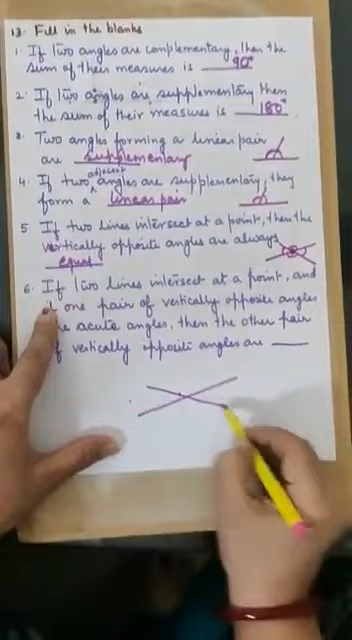 13. Fill in the blanks
1. If two angles are complementary, then the
sum of their measures is 90°
2. If two angles are supplementary then
the sum of their measures is 180°
3. Two angles forming a linear pair
are supplementary
adjacent
4. If two angles are supplementary, they
form a linear pair
5. If two lines intersect at a point, then the
vertically opposite angles are always
equal
6. If two lines intersect at a point, and
one pair of vertically opposite angles
acute angles, then the other pair
vertically opposite angles are